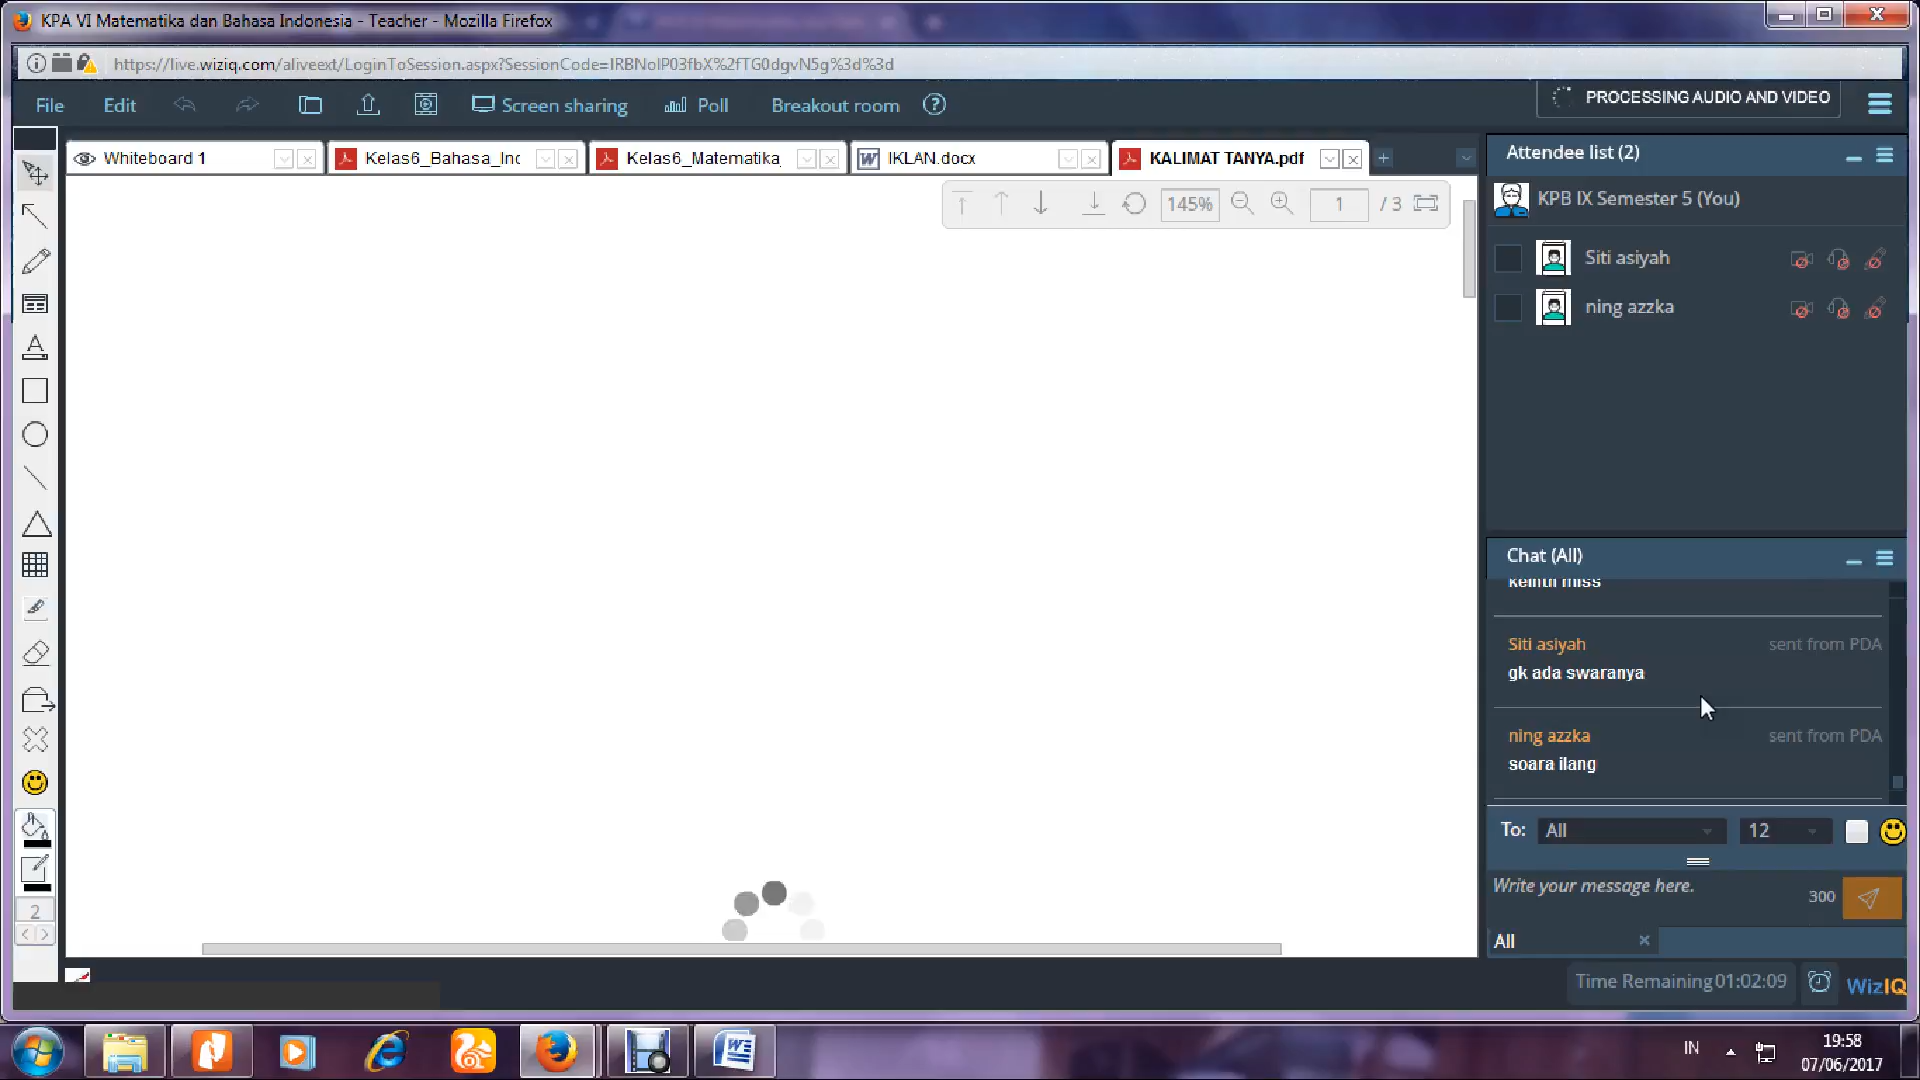 KPA VI Matematika dan Bahasa Indonesia - Teacher - Mozilla Firefox
https://live.wiziq.com/aliveext/LoginToSession.aspx?SessionCode=IRBNolP03fbX%2fTG0dgvN5g%3d%3d
File Edit Screen sharing Poll Breakout room ? PROCESSING AUDIO AND VIDEO
Whiteboard 1 Kelas6_Bahasa_Inc Kelas6_Matematika_ IKLAN.docx KALIMAT TANYA.pdf
145% 1 / 3
Attendee list (2)
KPB IX Semester 5 (You)
Siti asiyah
ning azzka
Chat (All)
miss
Siti asiyah sent from PDA
gk ada swaranya
ning azzka sent from PDA
soara ilang
To: All 12
Write your message here. 300
2
All
Time Remaining 01:02:09 WizIQ
IN 19:58
07/06/2017